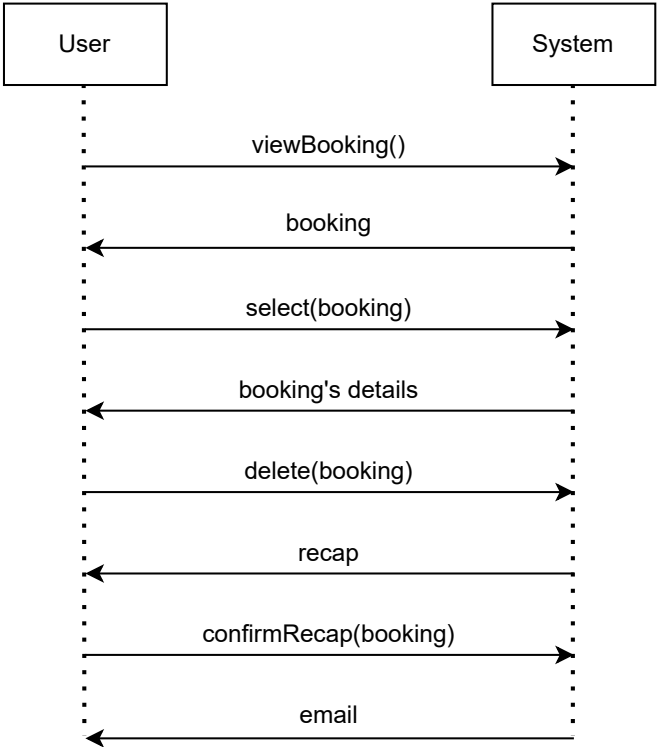 User
System
viewBooking()
booking
select(booking)
booking's details
delete(booking)
recap
confirmRecap(booking)
email